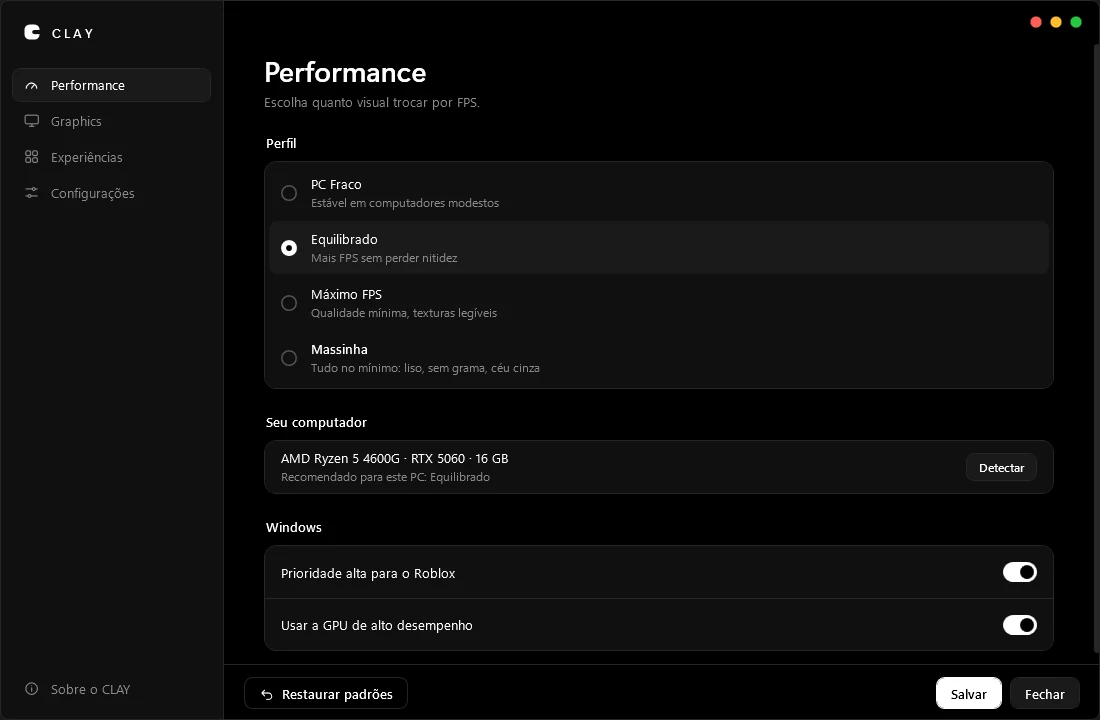 CLAY
Performance
Graphics
Experiências
Configurações
Sobre o CLAY
Performance
Escolha quanto visual trocar por FPS.
Perfil
PC Fraco
Estável em computadores modestos
Equilibrado
Mais FPS sem perder nitidez
Máximo FPS
Qualidade mínima, texturas legíveis
Massinha
Tudo no mínimo: liso, sem grama, céu cinza
Seu computador
AMD Ryzen 5 4600G · RTX 5060 · 16 GB
Recomendado para este PC: Equilibrado
Detectar
Windows
Prioridade alta para o Roblox
Usar a GPU de alto desempenho
Restaurar padrões
Salvar
Fechar